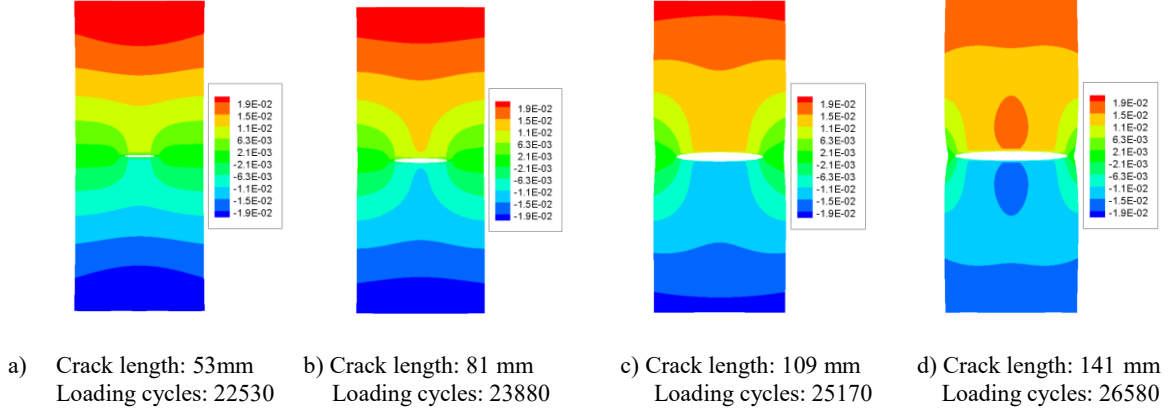 1.9E-02
1.5E-02
1.1E-02
6.3E-03
2.1E-03
-2.1E-03
-6.3E-03
-1.1E-02
-1.5E-02
-1.9E-02
1.9E-02
1.5E-02
1.1E-02
6.3E-03
2.1E-03
-2.1E-03
-6.3E-03
-1.1E-02
-1.5E-02
-1.9E-02
1.9E-02
1.5E-02
1.1E-02
6.3E-03
2.1E-03
-2.1E-03
-6.3E-03
-1.1E-02
-1.5E-02
-1.9E-02
1.9E-02
1.5E-02
1.1E-02
6.3E-03
2.1E-03
-2.1E-03
-6.3E-03
-1.1E-02
-1.5E-02
-1.9E-02
a) Crack length: 53mm
Loading cycles: 22530
b) Crack length: 81 mm
Loading cycles: 23880
c) Crack length: 109 mm
Loading cycles: 25170
d) Crack length: 141 mm
Loading cycles: 26580